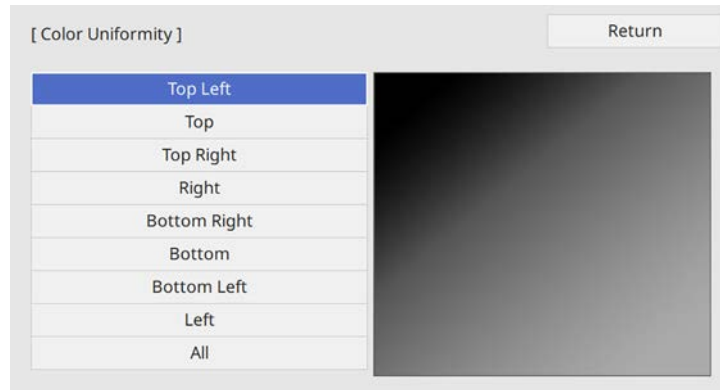 [ Color Uniformity ]
Return
Top Left
Top
Top Right
Right
Bottom Right
Bottom
Bottom Left
Left
All